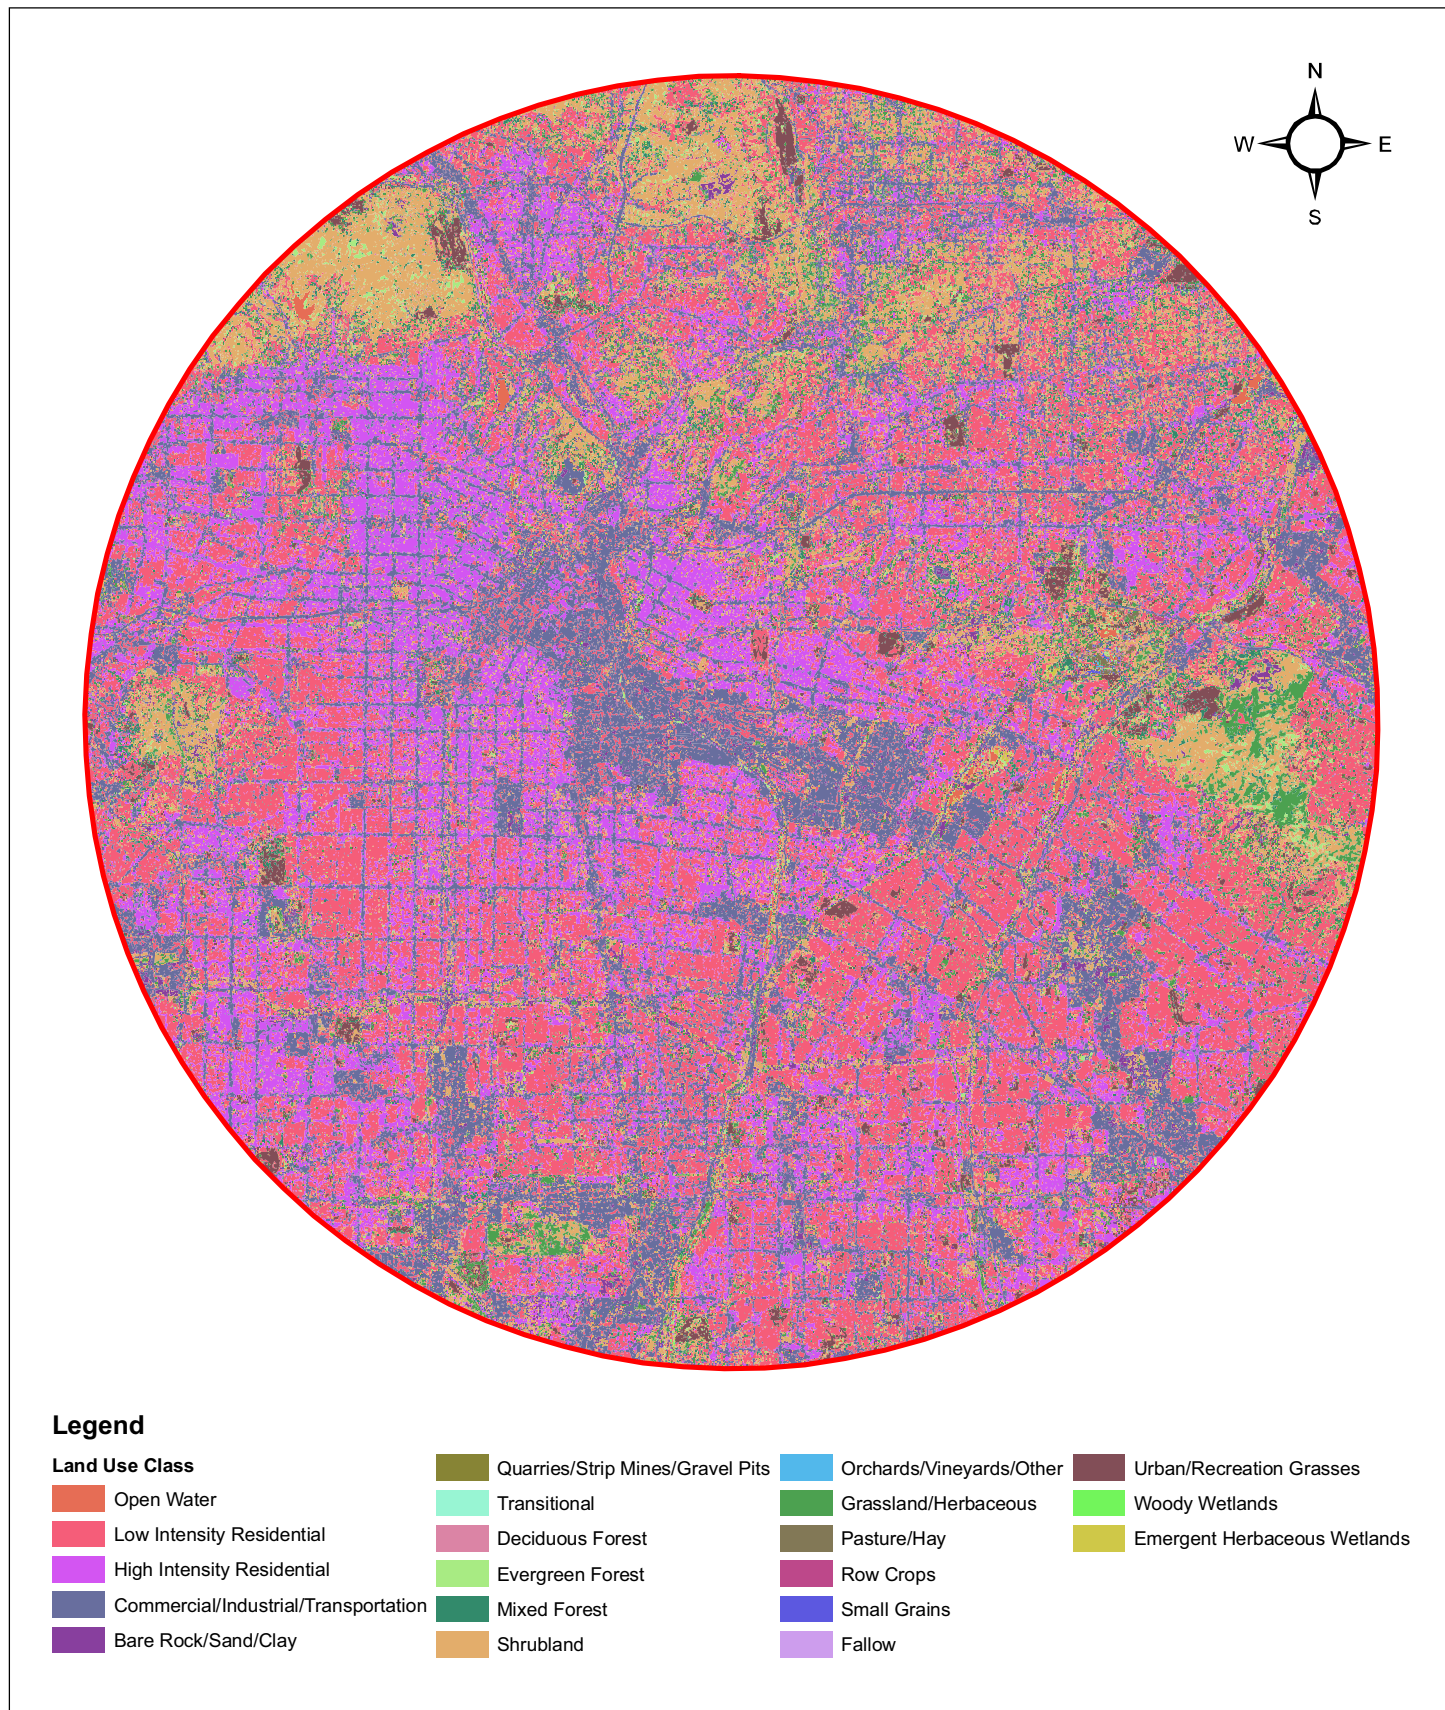 N
W E
S
Legend
Land Use Class
Open Water
Low Intensity Residential
High Intensity Residential
Commercial/Industrial/Transportation
Bare Rock/Sand/Clay
Quarries/Strip Mines/Gravel Pits
Transitional
Deciduous Forest
Evergreen Forest
Mixed Forest
Shrubland
Orchards/Vineyards/Other
Grassland/Herbaceous
Pasture/Hay
Row Crops
Small Grains
Fallow
Urban/Recreation Grasses
Woody Wetlands
Emergent Herbaceous Wetlands